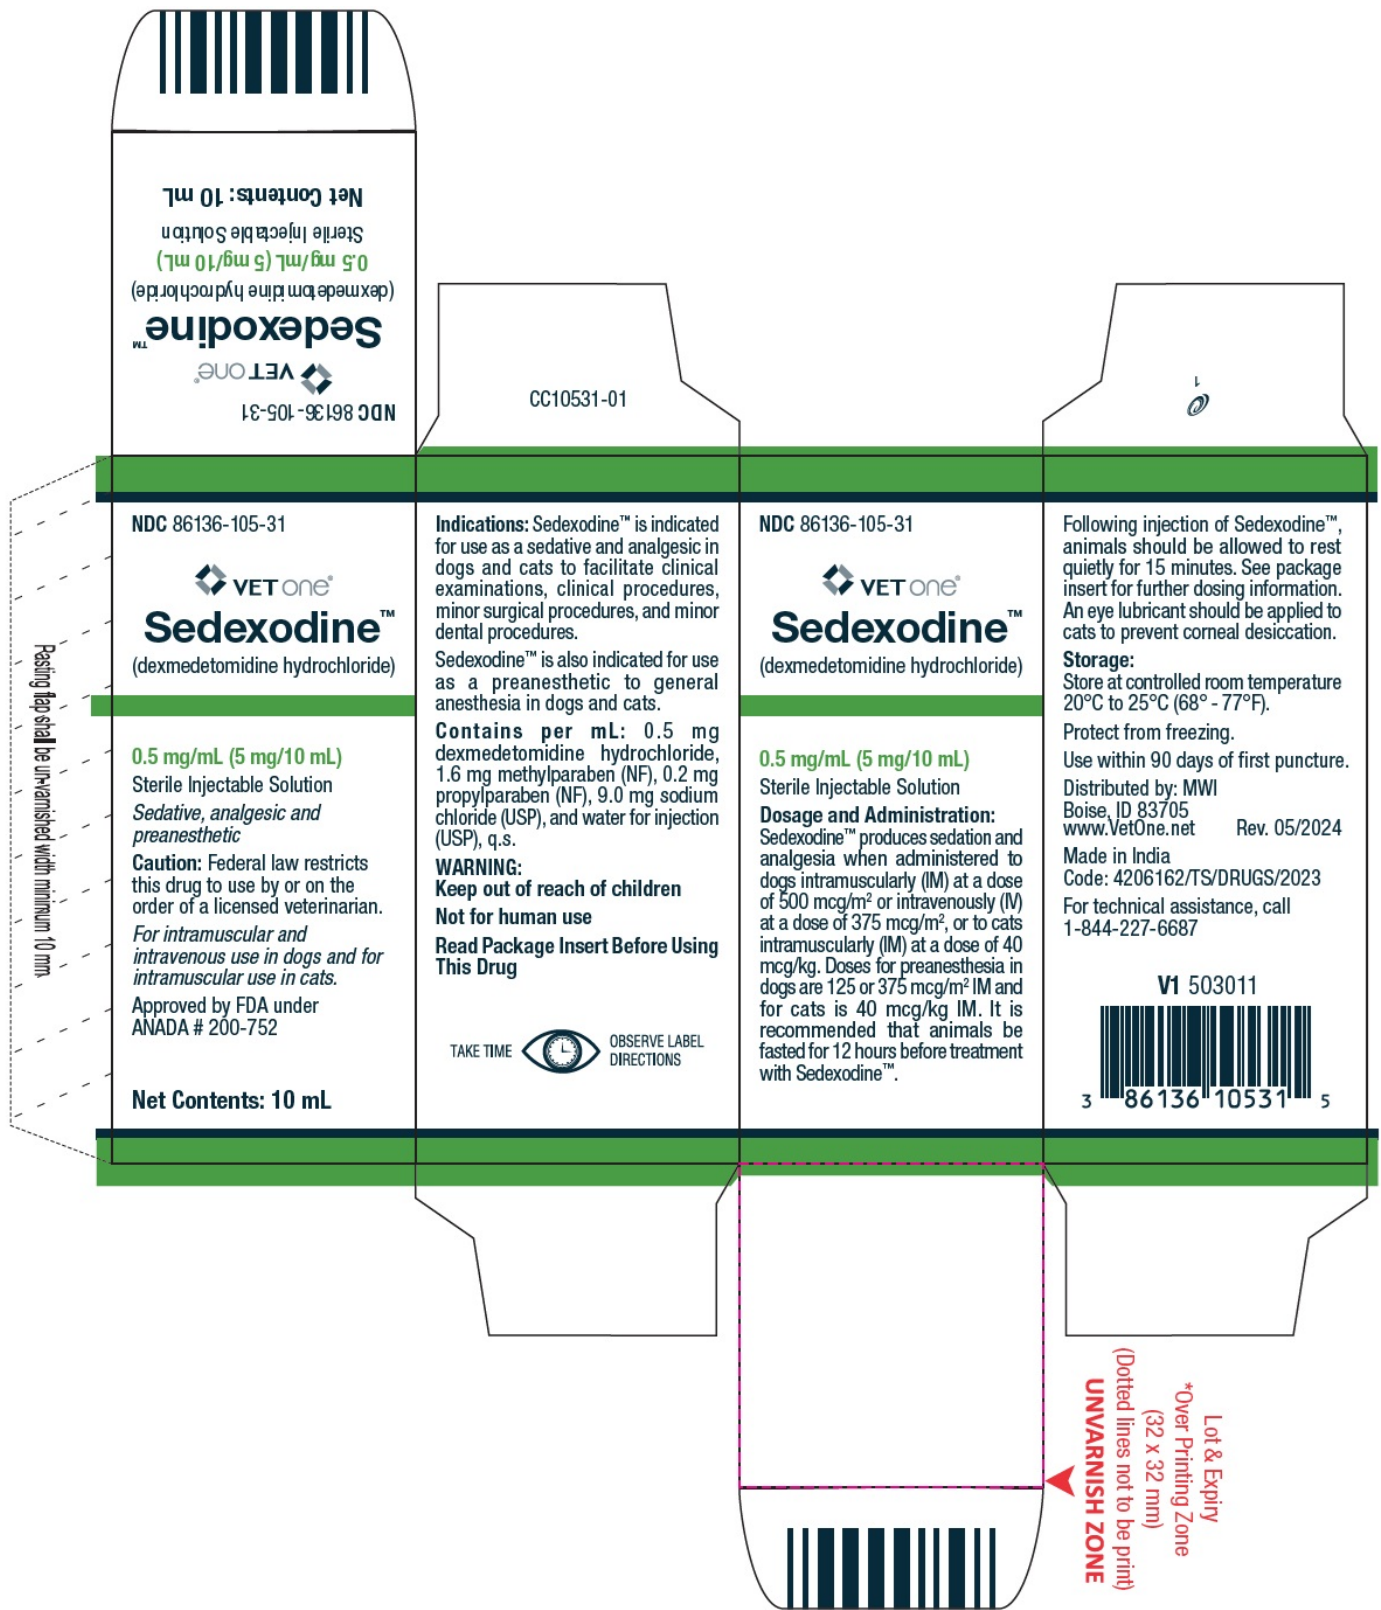 Net Contents: 10 mL
Sterile Injectable Solution
0.5 mg/mL (5 mg/10 mL)
(dexmedetomidine hydrochloride)
Sedexodine™
VET one®
NDC 86136-105-31
CC10531-01
1
Pasting flap shall be un-varnished width minimum 10 mm
NDC 86136-105-31
VET one®
Sedexodine™
(dexmedetomidine hydrochloride)
0.5 mg/mL (5 mg/10 mL)
Sterile Injectable Solution
Sedative, analgesic and
preanesthetic
Caution: Federal law restricts
this drug to use by or on the
order of a licensed veterinarian.
For intramuscular and
intravenous use in dogs and for
intramuscular use in cats.
Approved by FDA under
ANADA # 200-752
Net Contents: 10 mL
Indications: Sedexodine™ is indicated
for use as a sedative and analgesic in
dogs and cats to facilitate clinical
examinations, clinical procedures,
minor surgical procedures, and minor
dental procedures.
Sedexodine™ is also indicated for use
as a preanesthetic to general
anesthesia in dogs and cats.
Contains per mL: 0.5 mg
dexmedetomidine hydrochloride,
1.6 mg methylparaben (NF), 0.2 mg
propylparaben (NF), 9.0 mg sodium
chloride (USP), and water for injection
(USP), q.s.
WARNING:
Keep out of reach of children
Not for human use
Read Package Insert Before Using
This Drug
TAKE TIME
OBSERVE LABEL
DIRECTIONS
NDC 86136-105-31
VET one®
Sedexodine™
(dexmedetomidine hydrochloride)
0.5 mg/mL (5 mg/10 mL)
Sterile Injectable Solution
Dosage and Administration:
Sedexodine™ produces sedation and
analgesia when administered to
dogs intramuscularly (IM) at a dose
of 500 mcg/m² or intravenously (IV)
at a dose of 375 mcg/m², or to cats
intramuscularly (IM) at a dose of 40
mcg/kg. Doses for preanesthesia in
dogs are 125 or 375 mcg/m² IM and
for cats is 40 mcg/kg IM. It is
recommended that animals be
fasted for 12 hours before treatment
with Sedexodine™.
Following injection of Sedexodine™,
animals should be allowed to rest
quietly for 15 minutes. See package
insert for further dosing information.
An eye lubricant should be applied to
cats to prevent corneal desiccation.
Storage:
Store at controlled room temperature
20°C to 25°C (68° - 77°F).
Protect from freezing.
Use within 90 days of first puncture.
Distributed by: MWI
Boise, ID 83705
www.VetOne.net Rev. 05/2024
Made in India
Code: 4206162/TS/DRUGS/2023
For technical assistance, call
1-844-227-6687
V1 503011
3 86136 10531 5
Lot & Expiry
*Over Printing Zone
(32 x 32 mm)
(Dotted lines not to be print)
UNVARNISH ZONE